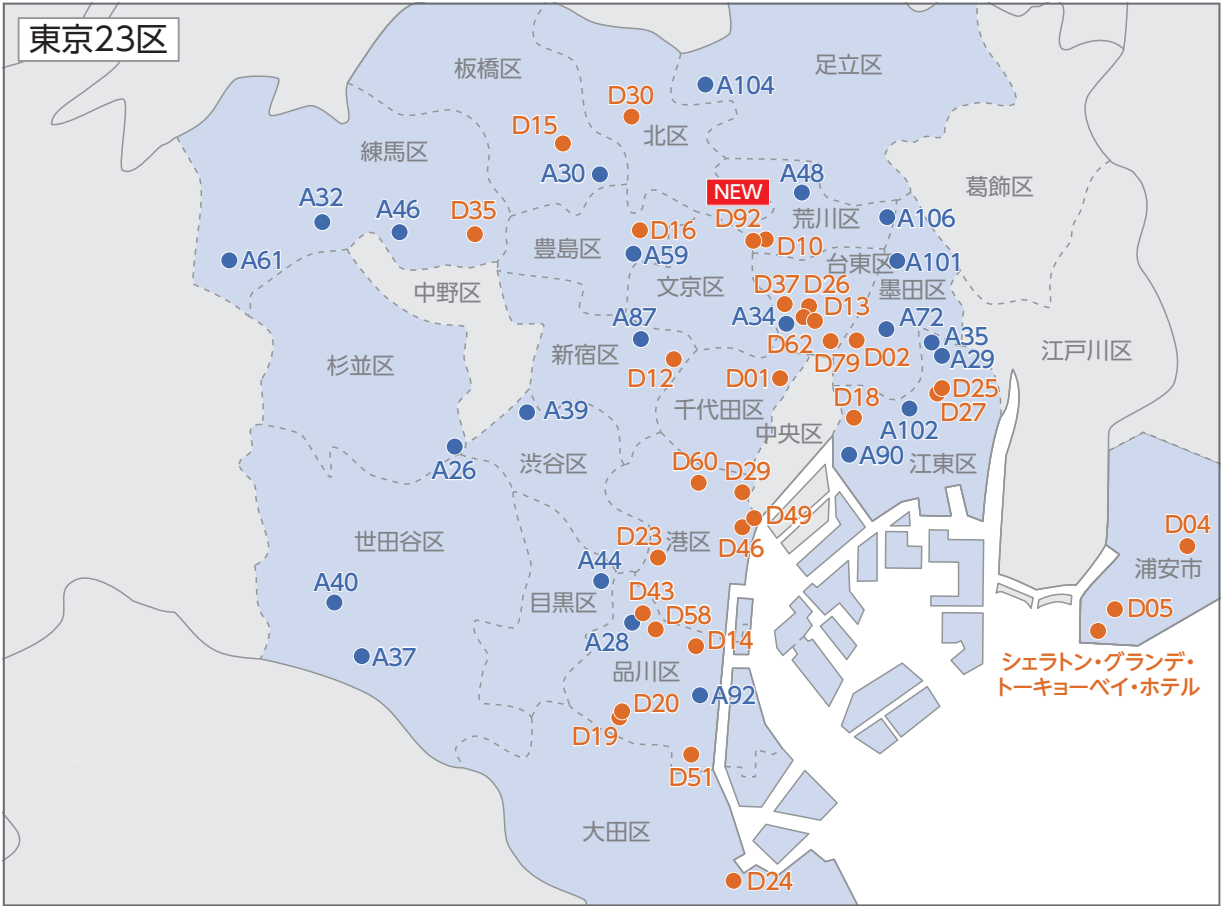 東京23区
板橋区
足立区
A104
D30
D15
北区
練馬区
A30
A48
葛飾区
NEW
A32
A46
D35
D92
荒川区
A106
D16
D10
豊島区
A59
A61
台東区
A101
中野区
文京区
D37
D26
墨田区
D13
A34
A87
A72
A35
D62
D79
D02
A29
江戸川区
杉並区
新宿区
D12
D01
D25
D18
D27
A39
千代田区
中央区
A102
A90
A26
渋谷区
D60
D29
江東区
D49
D04
世田谷区
D23
港区
D46
浦安市
A44
A40
目黒区
D43
D58
D05
A28
D14
A37
シェラトン・グランデ・
トーキョーベイ・ホテル
品川区
A92
D20
D19
D51
大田区
D24